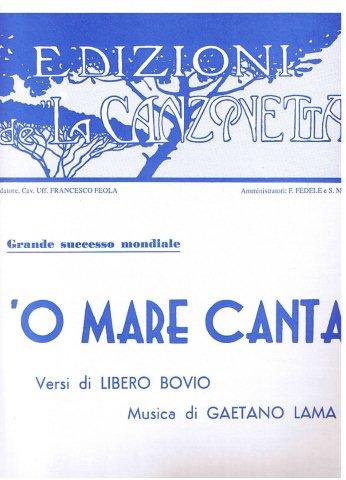 EDIZIONI
de "LA CANZONETTA
datore. Cav. Uff. FRANCESCO FEOLA
Amministratori: F. FEDELE e S. M
Grande successo mondiale
'O MARE CANTA
Versi di LIBERO BOVIO
Musica di GAETANO LAMA